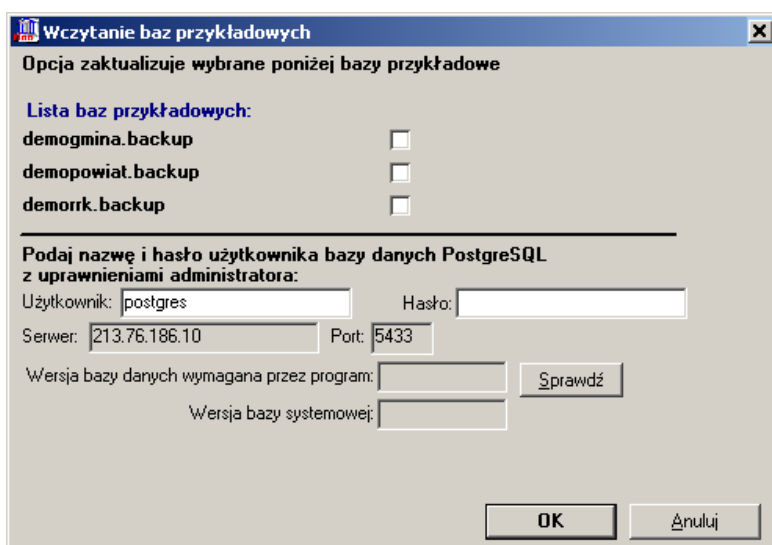 Wczytanie baz przykładowych
Opcja zaktualizuje wybrane poniżej bazy przykładowe
Lista baz przykładowych:
demogmina.backup
demopowiat.backup
demorrk.backup
Podaj nazwę i hasło użytkownika bazy danych PostgreSQL
z uprawnieniami administratora:
Użytkownik: postgres Hasło:
Serwer: 213.76.186.10 Port: 5433
Wersja bazy danych wymagana przez program: Sprawdź
Wersja bazy systemowej:
OK Anuluj